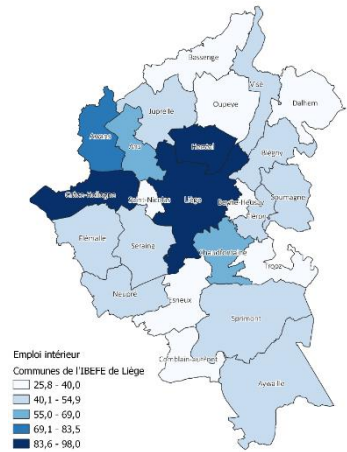 Bassenge
Visé
Dalhem
Juprelle
Oupeye
Awans
Ans
Herstal
Blegny
Grâce-Hollogne
Saint-Nicolas
Liège
Beyne-Heusay
Soumagne
Fléron
Flémalle
Seraing
Chaudfontaine
Trooz
Neupré
Esneux
Sprimont
Comblain-au-Pont
Aywaille
Emploi intérieur
Communes de l'IBEFE de Liège
25,8 - 40,0
40,1 - 54,9
55,0 - 69,0
69,1 - 83,5
83,6 - 98,0